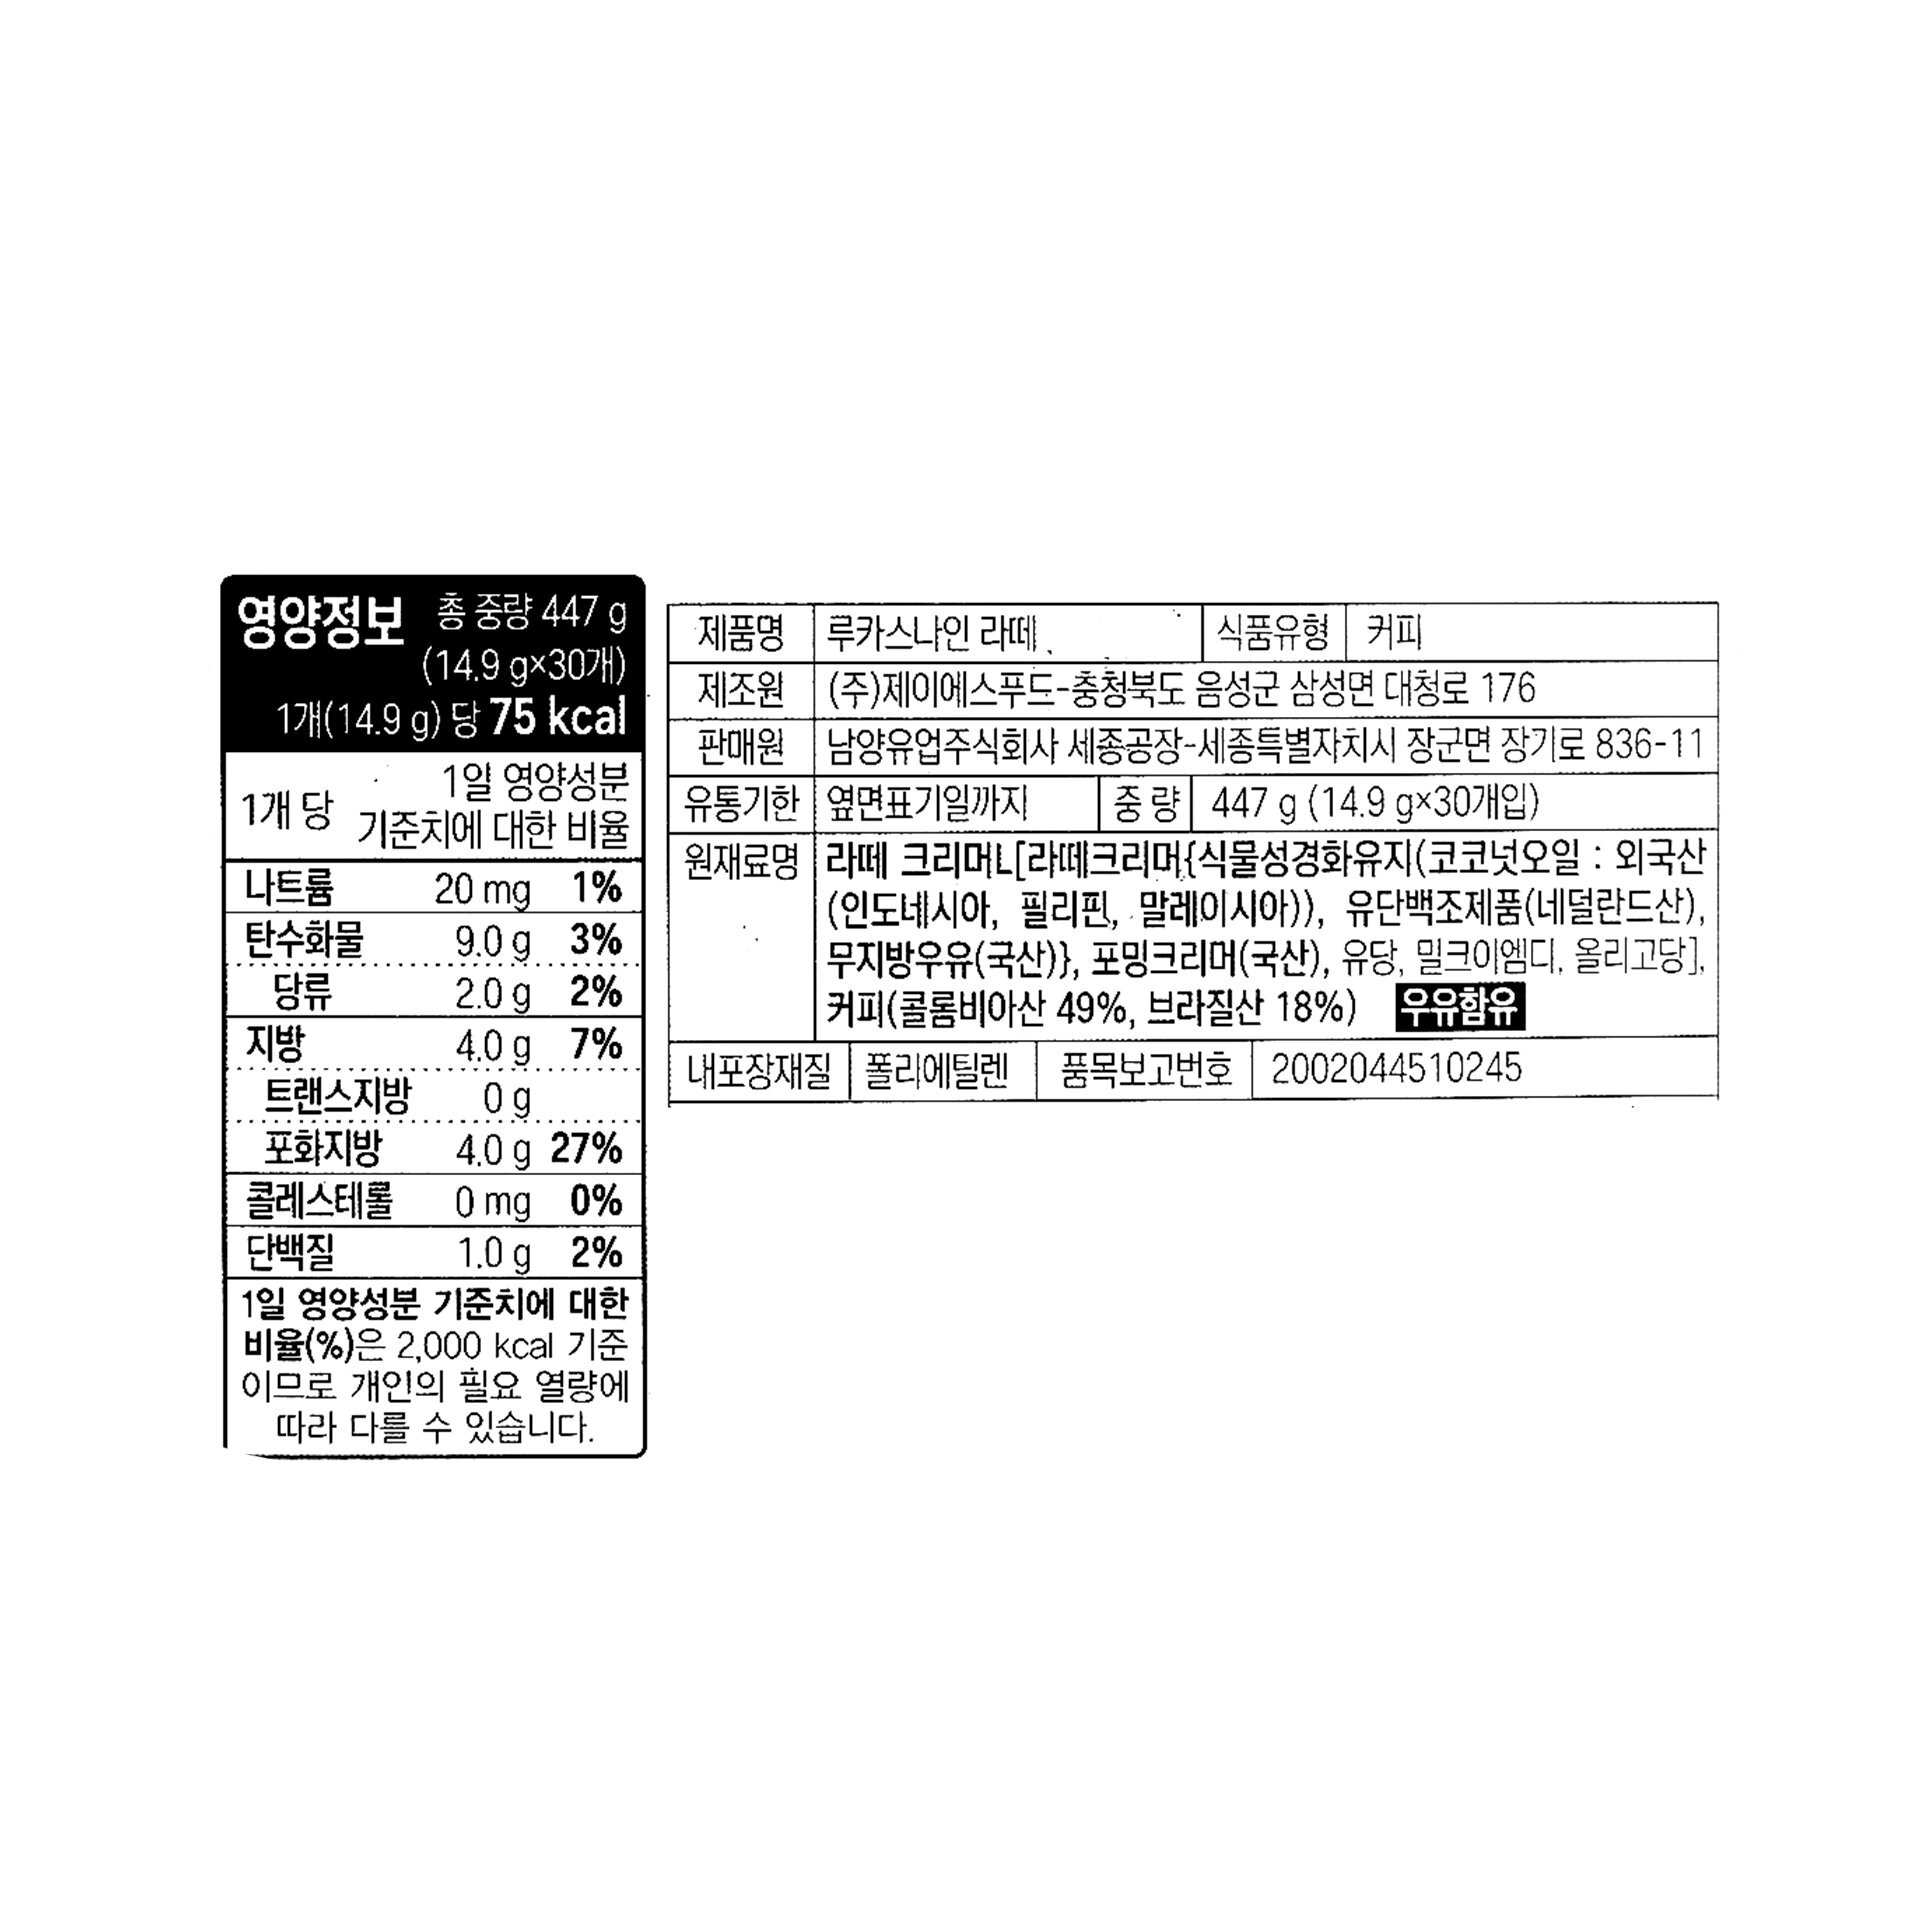 영양정보 총 중량 447 g
(14.9 g×30개)
1개(14.9 g) 당 75 kcal
1개 당 1일 영양성분
기준치에 대한 비율
나트륨 20 mg 1%
탄수화물 9.0 g 3%
당류 2.0 g 2%
지방 4.0 g 7%
트랜스지방 0 g
포화지방 4.0 g 27%
콜레스테롤 0 mg 0%
단백질 1.0 g 2%
1일 영양성분 기준치에 대한
비율(%)은 2,000 kcal 기준
이므로 개인의 필요 열량에
따라 다를 수 있습니다.
제품명 루카스나인 라떼 식품유형 커피
제조원 (주)제이에스푸드-충청북도 음성군 삼성면 대청로 176
판매원 남양유업주식회사 세종공장-세종특별자치시 장군면 장기로 836-11
유통기한 옆면표기일까지 중 량 447 g (14.9 g×30개입)
원재료명 라떼 크리머L[라떼크리머{식물성경화유지(코코넛오일 : 외국산
(인도네시아, 필리핀, 말레이시아)), 유단백조제품(네덜란드산),
무지방우유(국산)}, 포밍크리머(국산), 유당, 밀크이엠디, 올리고당],
커피(콜롬비아산 49%, 브라질산 18%) 우유함유
내포장재질 폴리에틸렌 품목보고번호 2002044510245